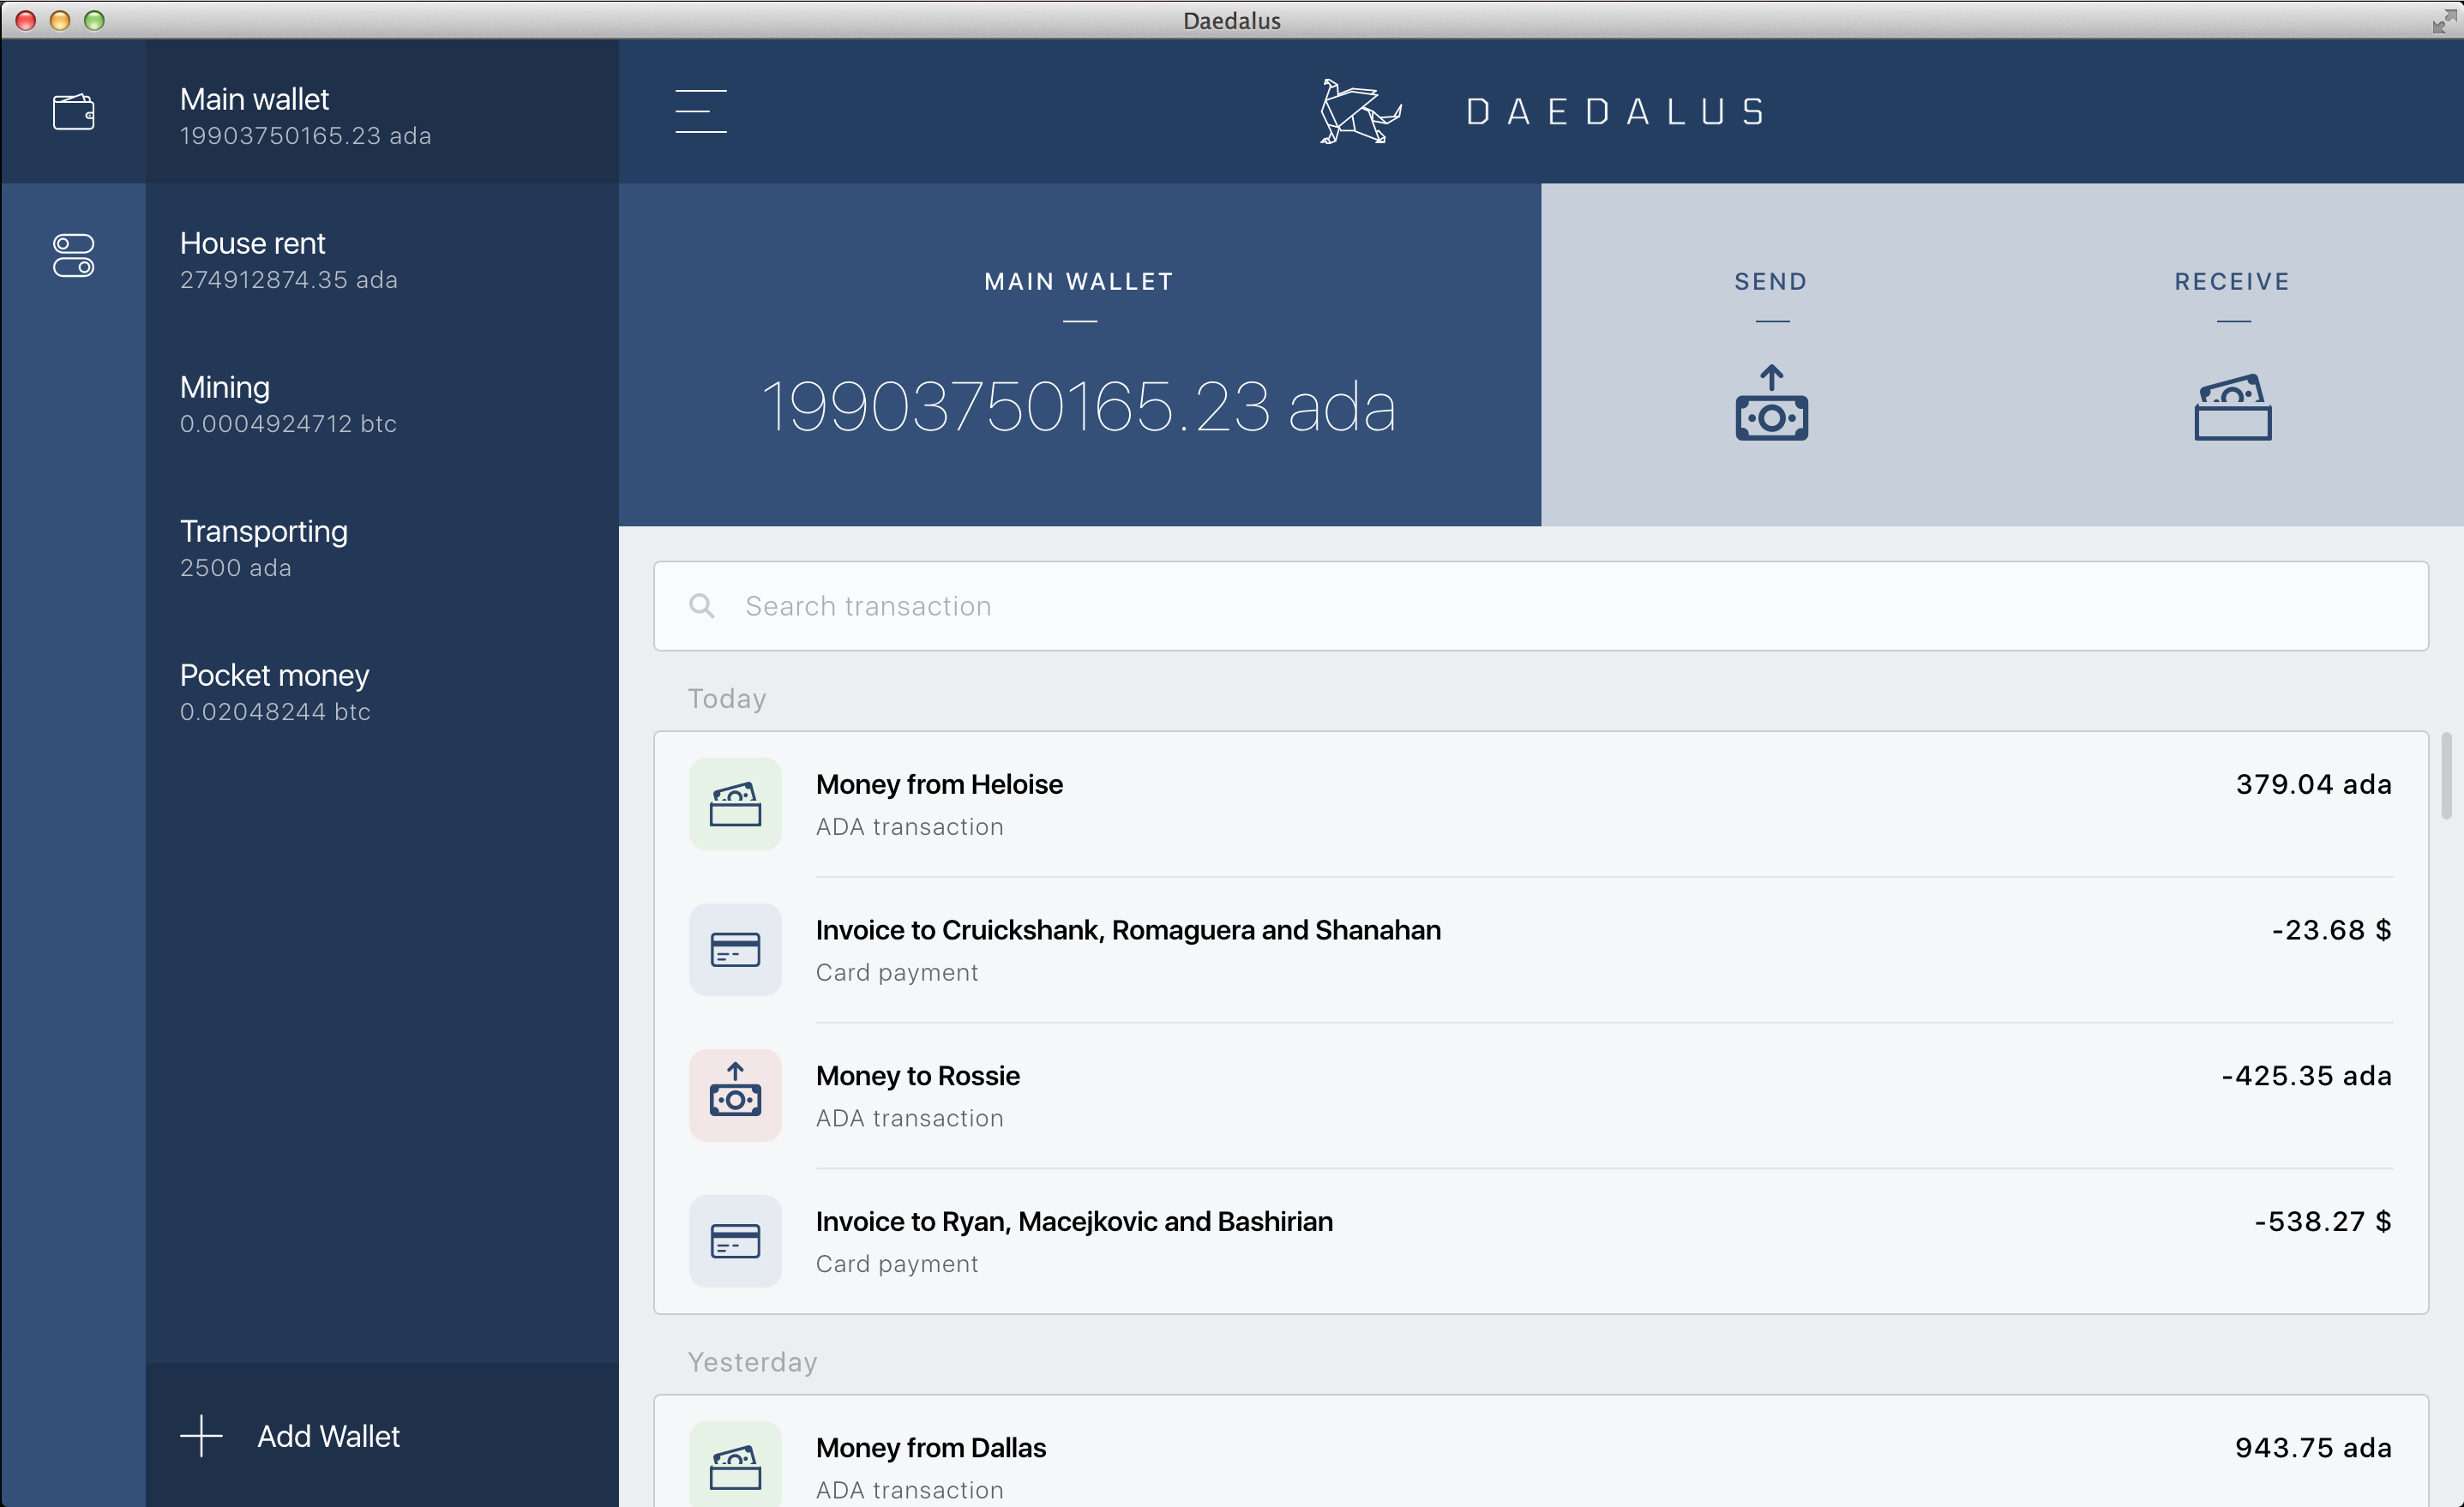 Daedalus
Main wallet
19903750165.23 ada
House rent
274912874.35 ada
Mining
0.0004924712 btc
Transporting
2500 ada
Pocket money
0.02048244 btc
Add Wallet
DAEDALUS
MAIN WALLET
19903750165.23 ada
SEND
RECEIVE
Search transaction
Today
Money from Heloise
379.04 ada
ADA transaction
Invoice to Cruickshank, Romaguera and Shanahan
-23.68 $
Card payment
Money to Rossie
-425.35 ada
ADA transaction
Invoice to Ryan, Macejkovic and Bashirian
-538.27 $
Card payment
Yesterday
Money from Dallas
943.75 ada
ADA transaction